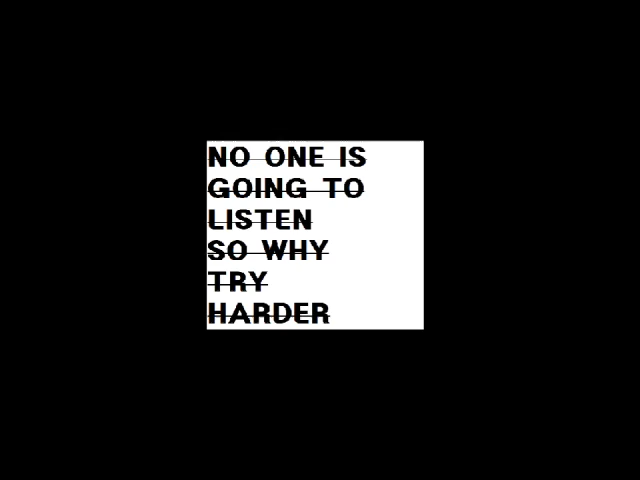 NO ONE IS
GOING TO
LISTEN
SO WHY
TRY
HARDER